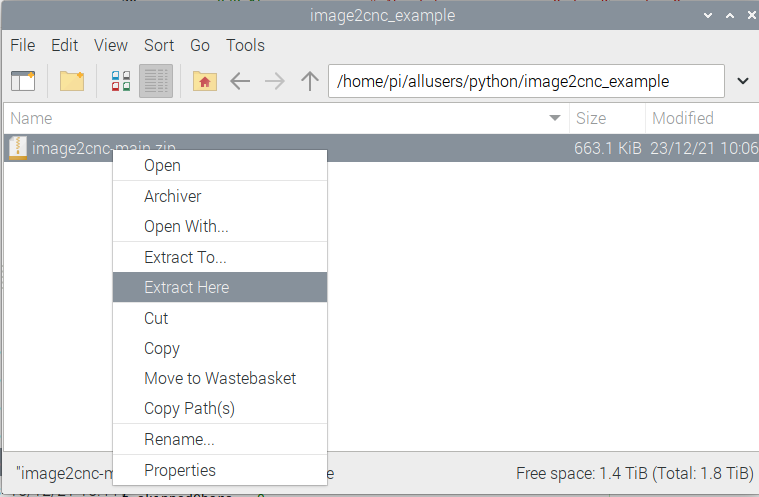 image2cnc_example
File Edit View Sort Go Tools
/home/pi/allusers/python/image2cnc_example
Name Size Modified
image2cnc-main.zip 663.1 KiB 23/12/21 10:06
Open
Archiver
Open With...
Extract To...
Extract Here
Cut
Copy
Move to Wastebasket
Copy Path(s)
Rename...
Properties
"image2cnc-m Free space: 1.4 TiB (Total: 1.8 TiB)